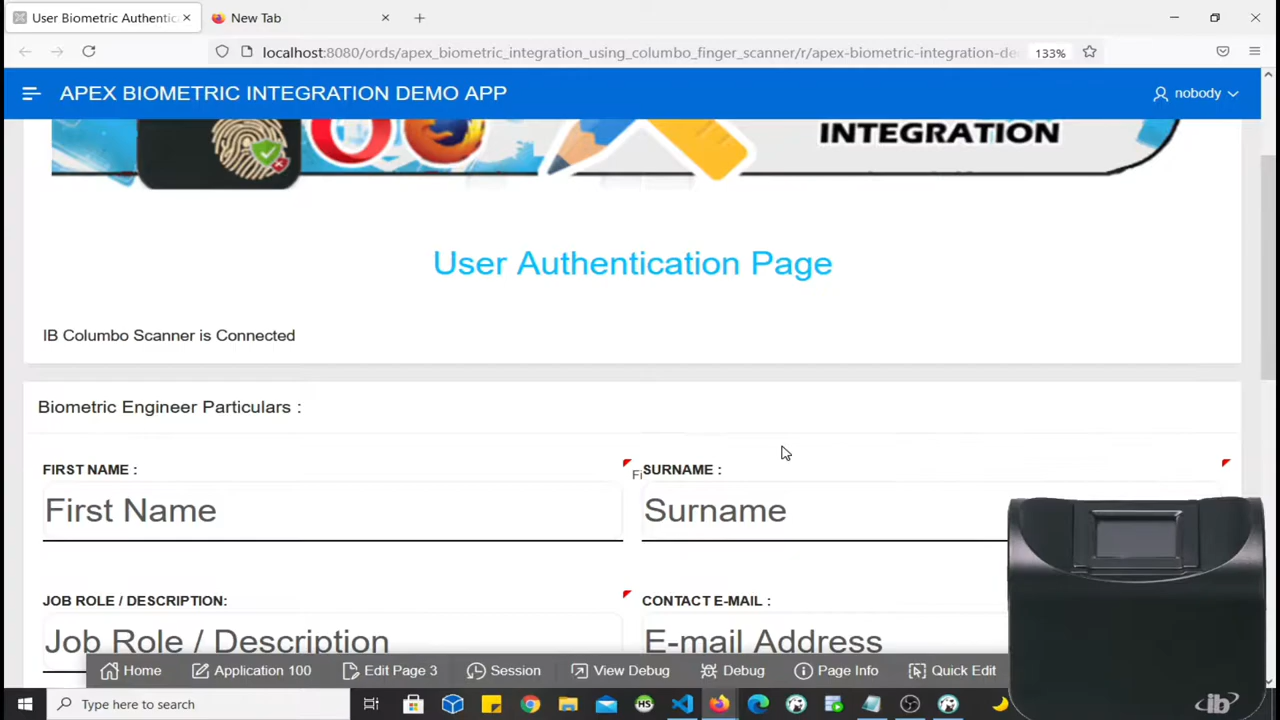 User Biometric Authentic
New Tab
localhost:8080/ords/apex_biometric_integration_using_columbo_finger_scanner/r/apex-biometric-integration-de
133%
APEX BIOMETRIC INTEGRATION DEMO APP
nobody
INTEGRATION
User Authentication Page
IB Columbo Scanner is Connected
Biometric Engineer Particulars :
FIRST NAME :
Fi
SURNAME :
First Name
Surname
JOB ROLE / DESCRIPTION:
CONTACT E-MAIL :
Job Role / Description
E-mail Address
Home
Application 100
Edit Page 3
Session
View Debug
Debug
Page Info
Quick Edit
Type here to search
HS
ib